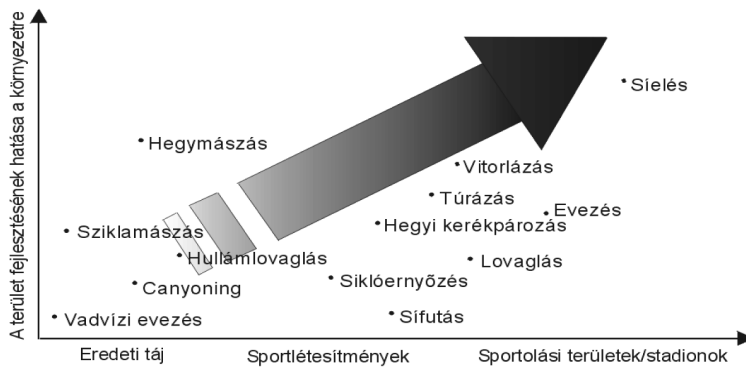 A terület fejlesztésének hatása a környezetre
Síelés
Hegymászás
Vitorlázás
Túrázás
Evezés
Hegyi kerékpározás
Sziklamászás
Hullámlovaglás
Lovaglás
Siklóernyőzés
Canyoning
Vadvízi evezés
Sífutás
Eredeti táj
Sportlétesítmények
Sportolási területek/stadionok